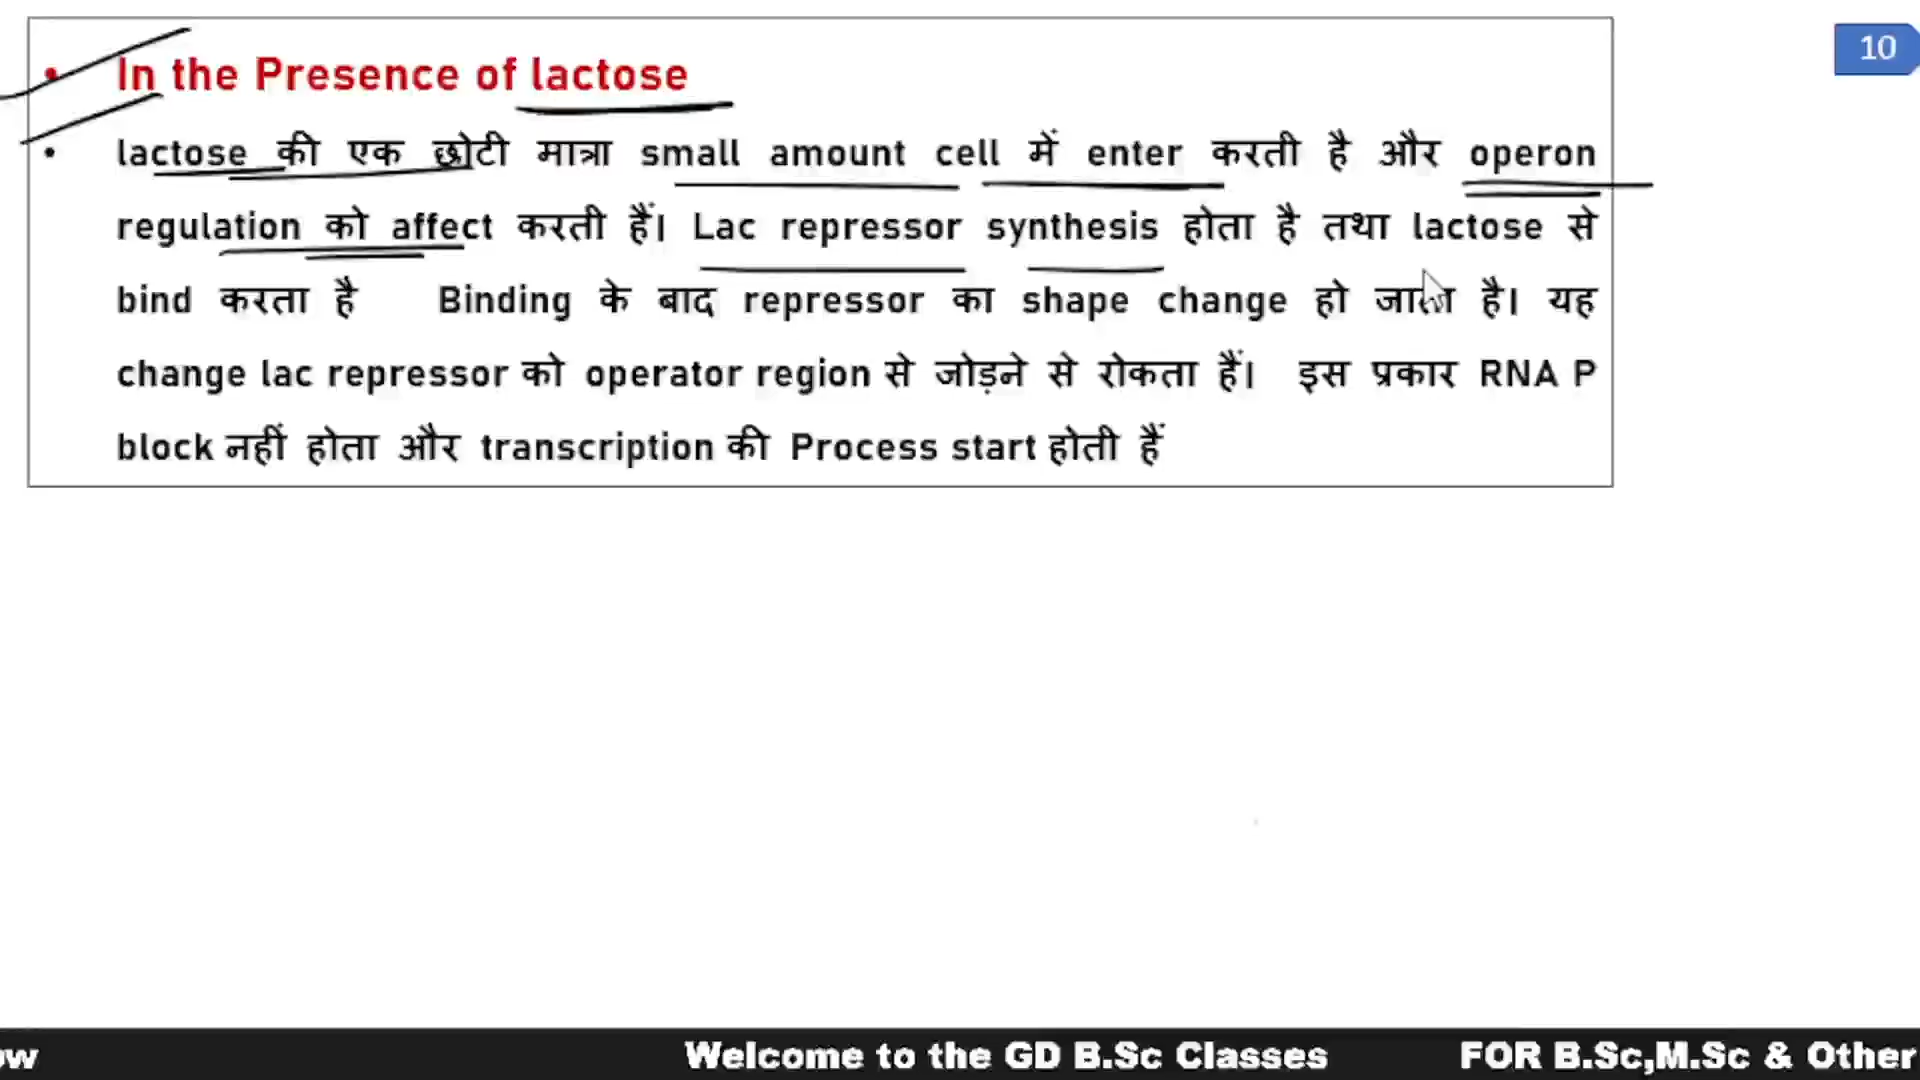 10
• In the Presence of lactose
• lactose की एक छोटी मात्रा small amount cell में enter करती है और operon
regulation को affect करती हैं। Lac repressor synthesis होता है तथा lactose से
bind करता है Binding के बाद repressor का shape change हो जाता है। यह
change lac repressor को operator region से जोड़ने से रोकता हैं। इस प्रकार RNA P
block नहीं होता और transcription की Process start होती हैं
ow Welcome to the GD B.Sc Classes FOR B.Sc,M.Sc & Other